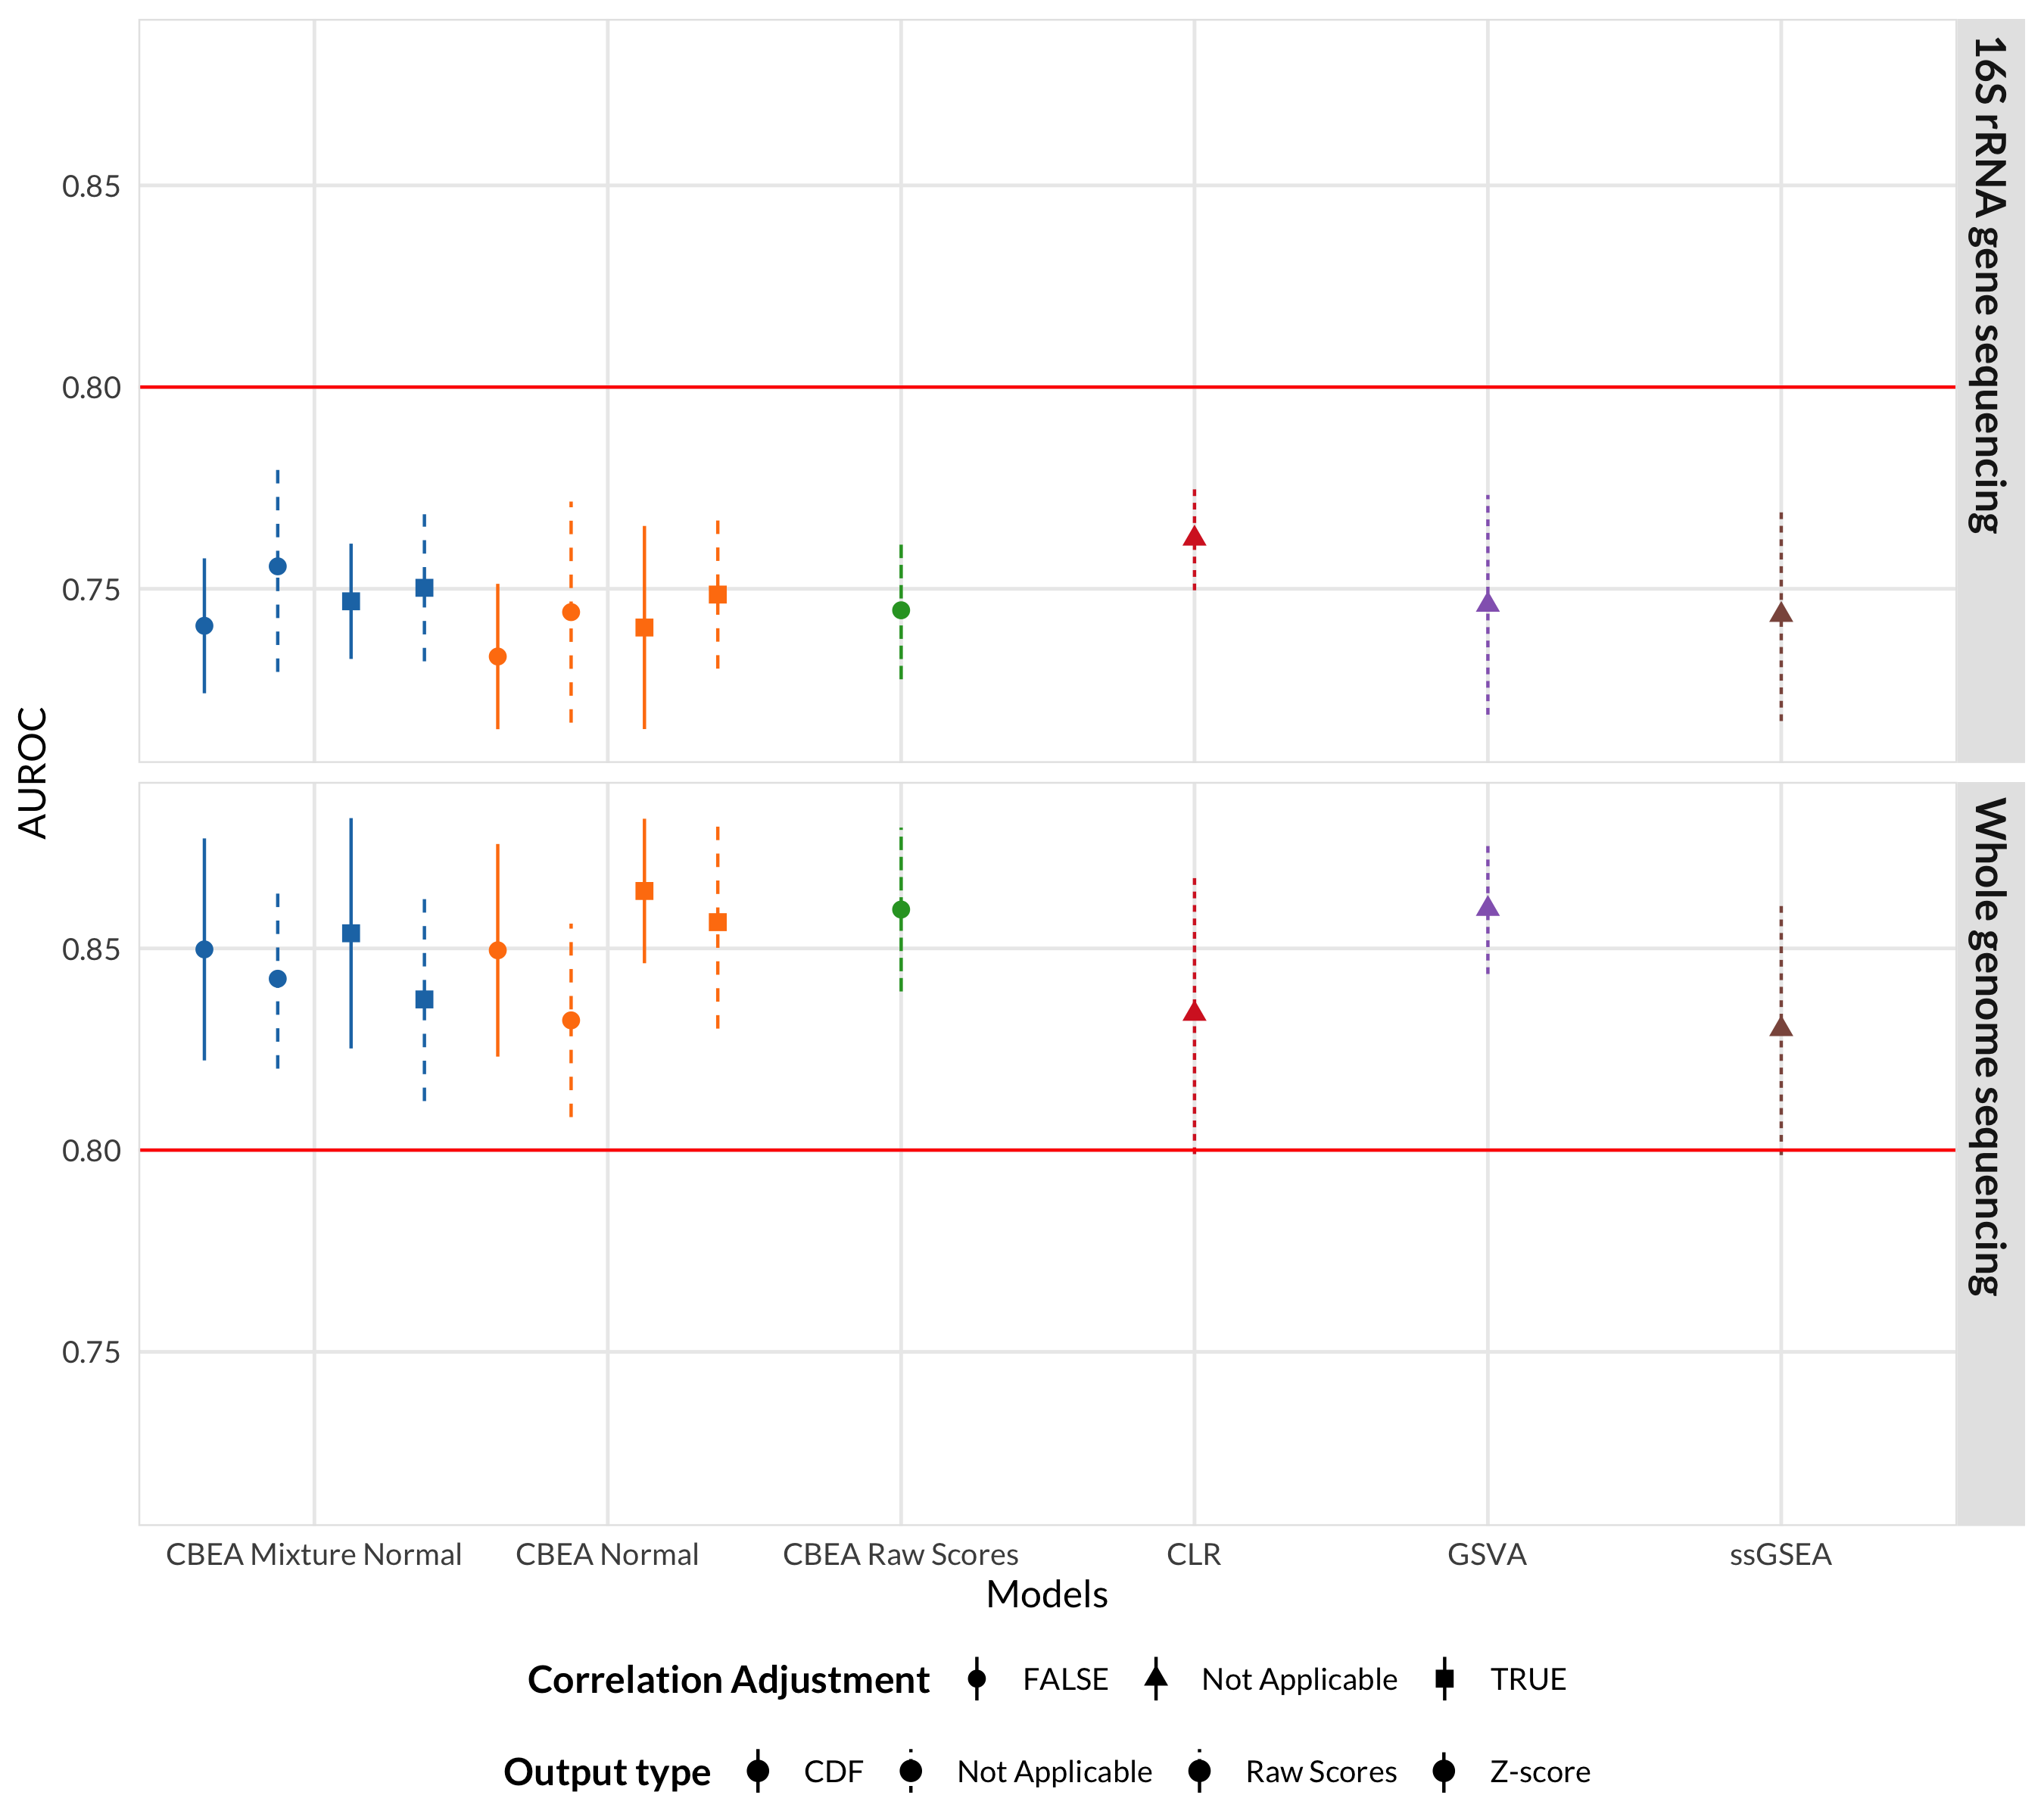 16S rRNA gene sequencing
0.85
0.80
0.75
AUROC
Whole genome sequencing
0.85
0.80
0.75
CBEA Mixture Normal CBEA Normal CBEA Raw Scores CLR GSVA ssGSEA
Models
Correlation Adjustment FALSE Not Applicable TRUE
Output type CDF Not Applicable Raw Scores Z-score